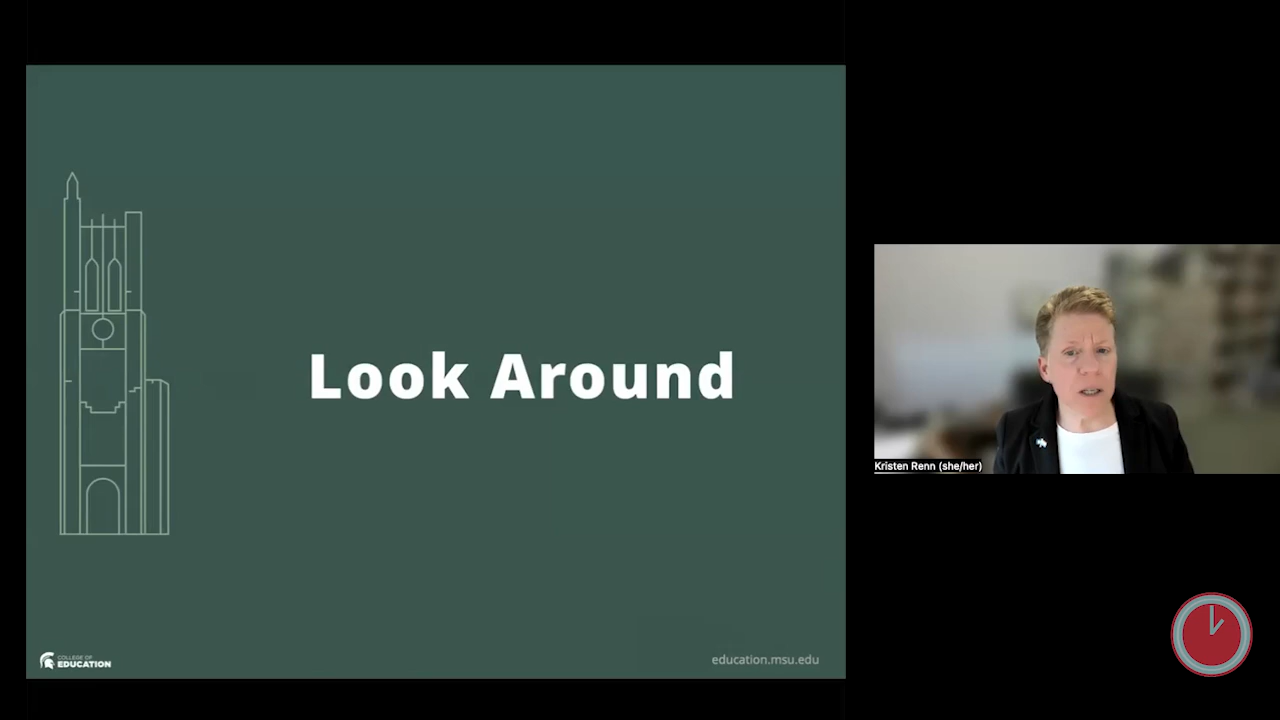 Look Around
COLLEGE OF
EDUCATION
education.msu.edu
Kristen Renn (she/her)